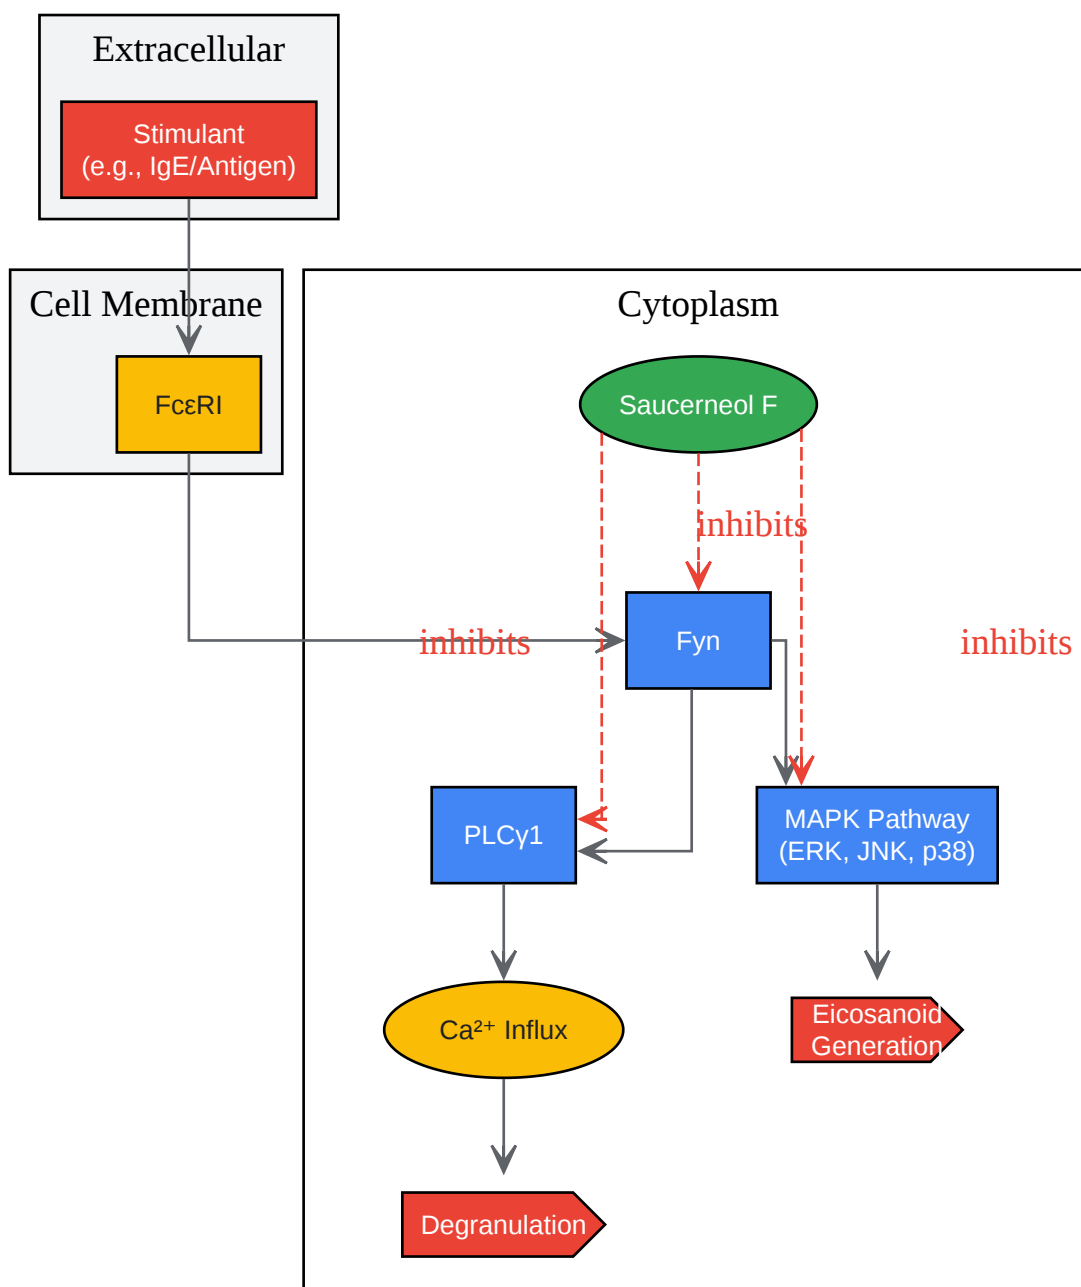 Extracellular
Stimulant
(e.g., IgE/Antigen)
Cell Membrane
Cytoplasm
FcεRI
Saucerneol F
inhibits
inhibits
Fyn
inhibits
PLCγ1
MAPK Pathway
(ERK, JNK, p38)
Ca²⁺ Influx
Eicosanoid
Generation
Degranulation